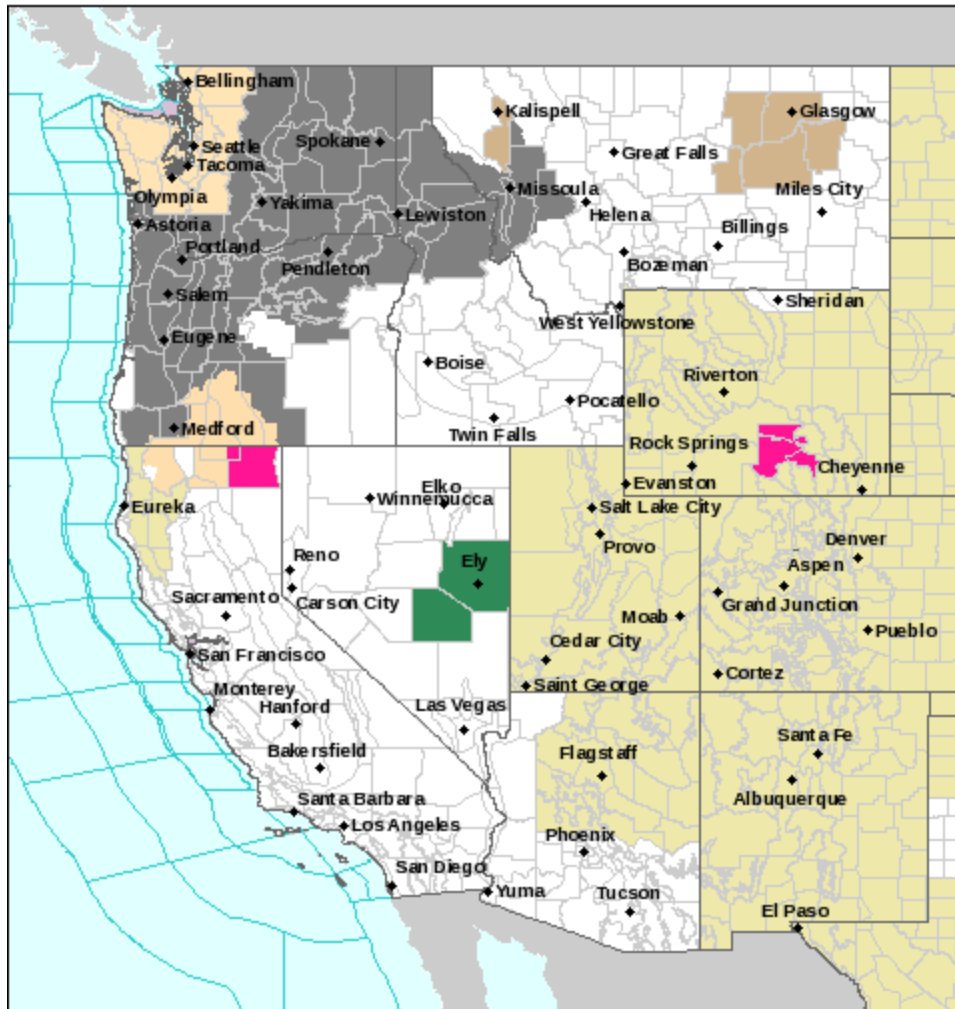 Bellingham
Kalispell
Glasgow
Seattle
Spokane
Great Falls
Tacoma
Olympia
Missoula
Miles City
Yakima
Lewiston
Helena
Astoria
Billings
Portland
Pendleton
Bozeman
Salem
Sheridan
West Yellowstone
Eugene
Boise
Riverton
Pocatello
Medford
Twin Falls
Rock Springs
Cheyenne
Evanston
Elko
Winnemucca
Eureka
Salt Lake City
Provo
Denver
Reno
Ely
Aspen
Sacramento
Carson City
Grand Junction
Moab
Pueblo
Cedar City
San Francisco
Cortez
Saint George
Monterey
Hanford
Las Vegas
Santa Fe
Bakersfield
Flagstaff
Albuquerque
Santa Barbara
Los Angeles
Phoenix
San Diego
Yuma
Tucson
El Paso